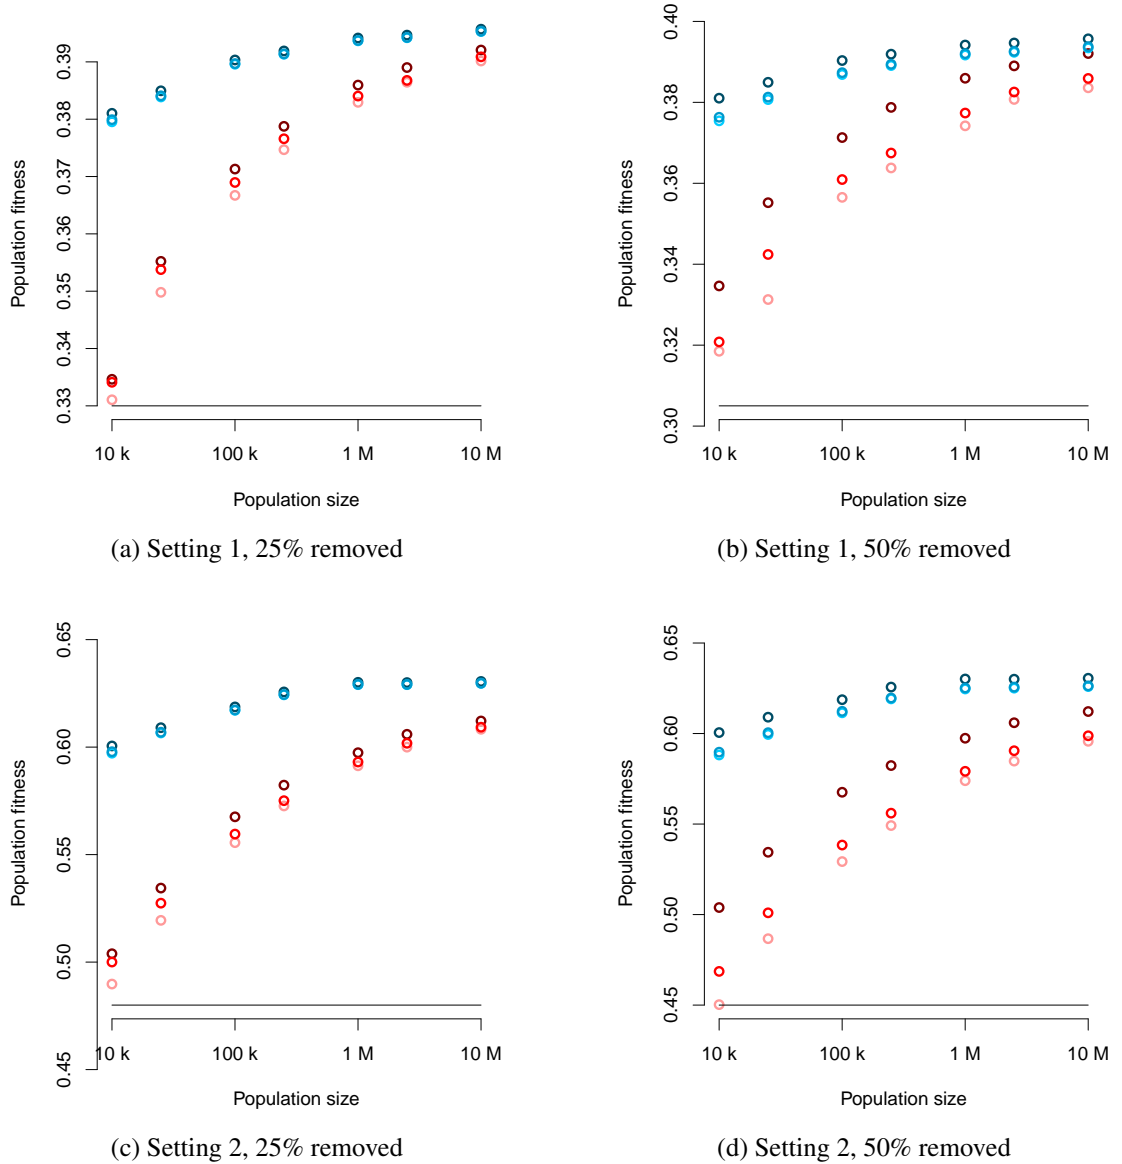 0.39
0.38
0.37
0.36
0.35
0.34
0.33
Population fitness
10 k
100 k
1 M
10 M
Population size
(a) Setting 1, 25% removed
0.40
0.38
0.36
0.34
0.32
0.30
Population fitness
10 k
100 k
1 M
10 M
Population size
(b) Setting 1, 50% removed
0.65
0.60
0.55
0.50
0.45
Population fitness
10 k
100 k
1 M
10 M
Population size
(c) Setting 2, 25% removed
0.65
0.60
0.55
0.50
0.45
Population fitness
10 k
100 k
1 M
10 M
Population size
(d) Setting 2, 50% removed